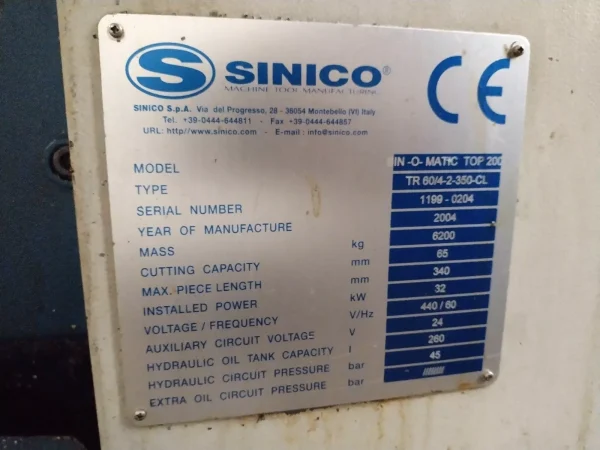 S SINICO®
MACHINE TOOL MANUFACTURING
CE
SINICO S.p.A. Via del Progresso, 28 - 36054 Montebello (VI) Italy
Tel. +39-0444-644811 - Fax +39-0444-644857
URL: http//www.sinico.com - E-mail: info@sinico.com
MODEL IN -O- MATIC TOP 200
TYPE TR 60/4-2-350-CL
SERIAL NUMBER 1199 - 0204
YEAR OF MANUFACTURE 2004
MASS kg 6200
CUTTING CAPACITY mm 65
MAX. PIECE LENGTH mm 340
INSTALLED POWER kW 32
VOLTAGE / FREQUENCY V/Hz 440 / 60
AUXILIARY CIRCUIT VOLTAGE V 24
HYDRAULIC OIL TANK CAPACITY l 260
HYDRAULIC CIRCUIT PRESSURE bar 45
EXTRA OIL CIRCUIT PRESSURE bar ////////